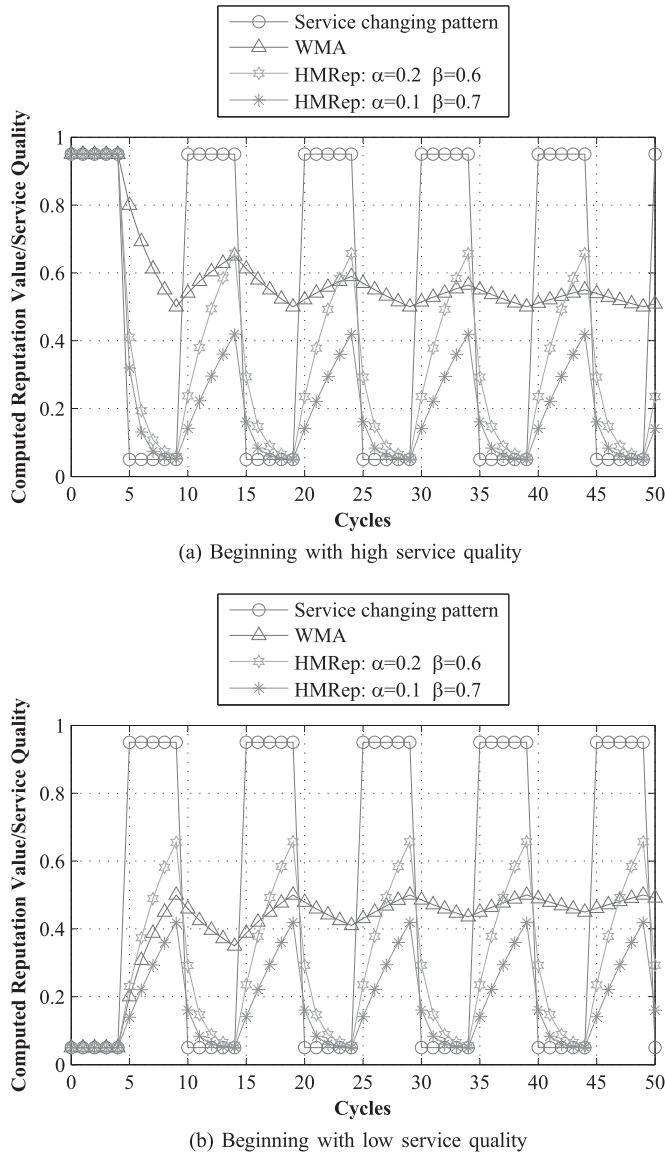 Service changing pattern
WMA
HMRep: α=0.2 β=0.6
HMRep: α=0.1 β=0.7
Computed Reputation Value/Service Quality
1
0.8
0.6
0.4
0.2
0
0 5 10 15 20 25 30 35 40 45 50
Cycles
(a) Beginning with high service quality
Service changing pattern
WMA
HMRep: α=0.2 β=0.6
HMRep: α=0.1 β=0.7
Computed Reputation Value/Service Quality
1
0.8
0.6
0.4
0.2
0
0 5 10 15 20 25 30 35 40 45 50
Cycles
(b) Beginning with low service quality